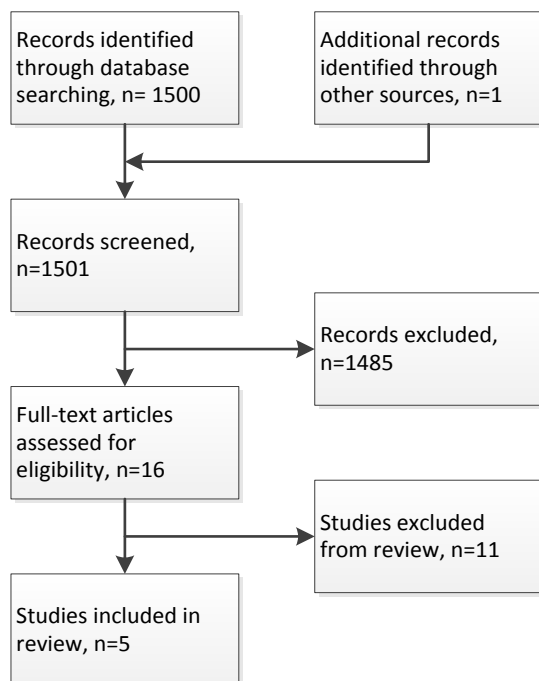 Records identified
through database
searching, n= 1500
Additional records
identified through
other sources, n=1
Records screened,
n=1501
Records excluded,
n=1485
Full-text articles
assessed for
eligibility, n=16
Studies excluded
from review, n=11
Studies included in
review, n=5